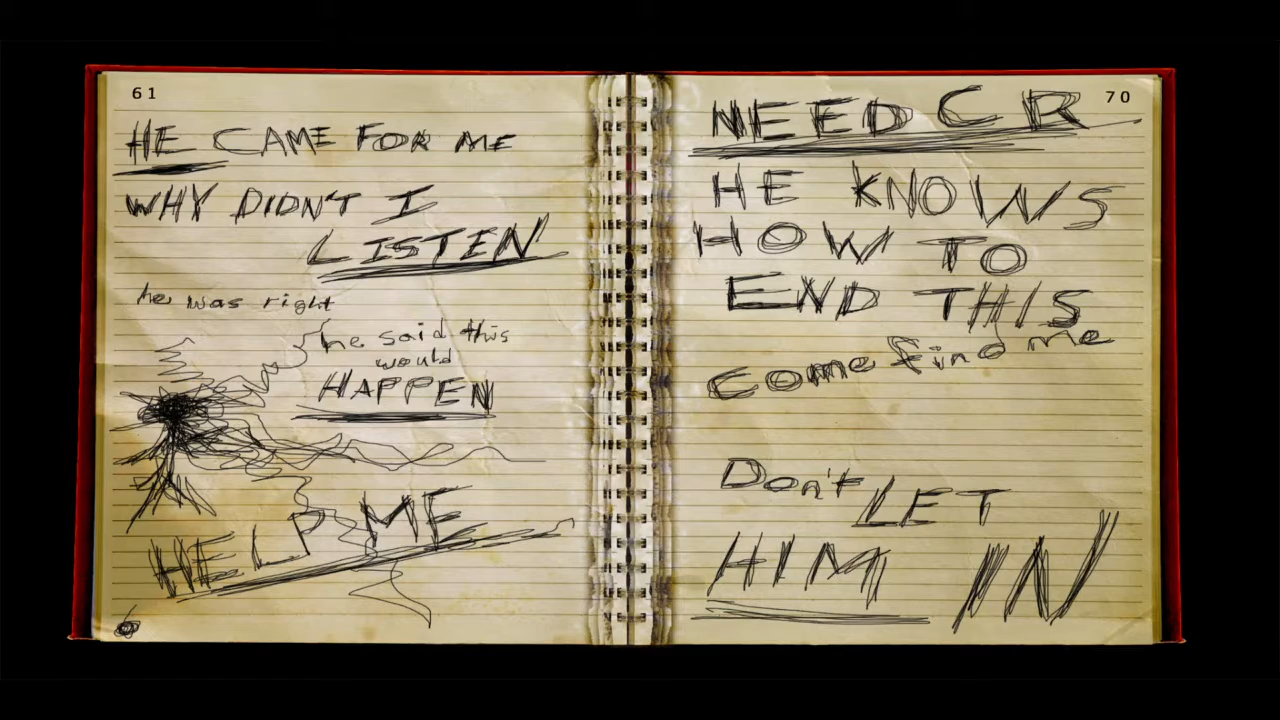 61
HE CAME FOR ME
WHY DIDN'T I
LISTEN
he was right
he said this
would
HAPPEN
HELP ME
70
NEED CR
HE KNOWS
HOW TO
END THIS
come find me
Don't LET
HIM IN